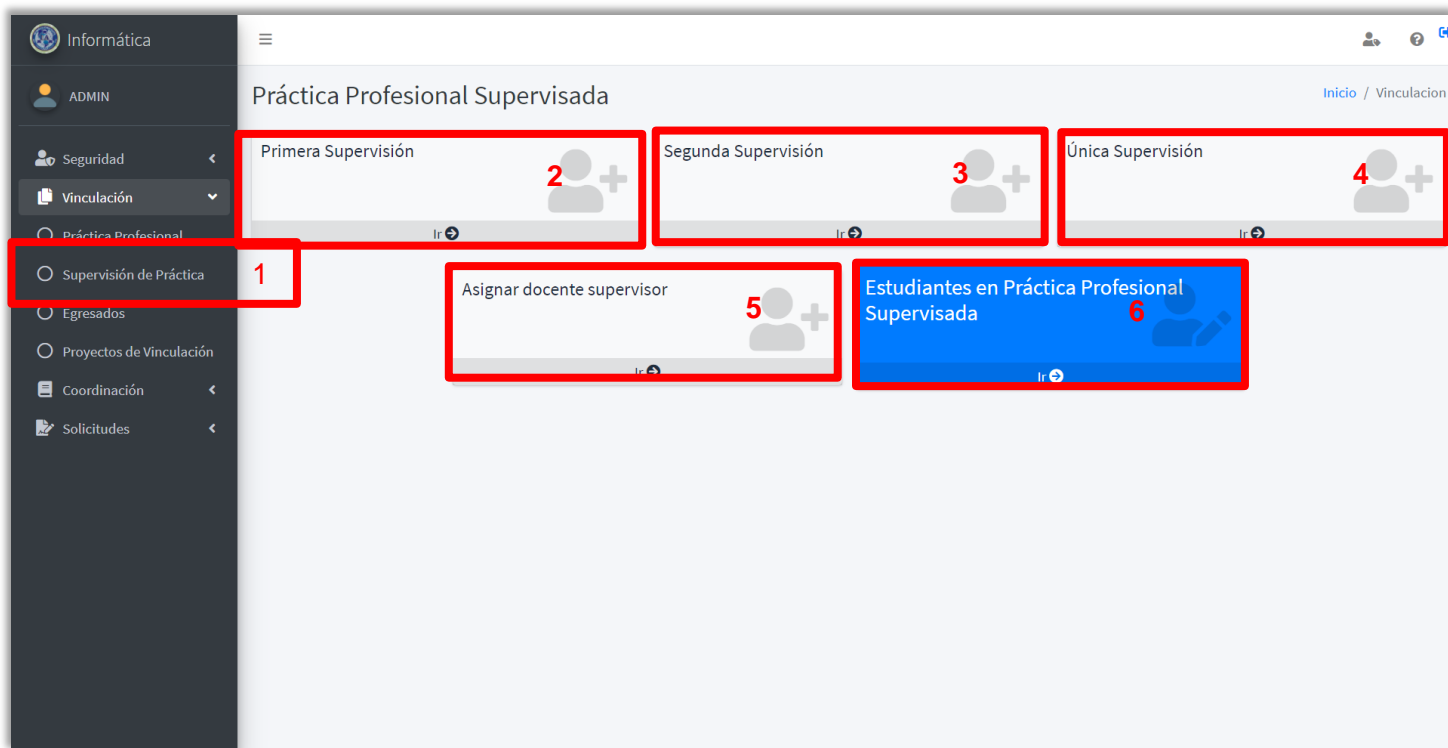 Informática
ADMIN
Práctica Profesional Supervisada
Inicio / Vinculacion
Seguridad
Vinculación
Práctica Profesional
Supervisión de Práctica
1
Egresados
Proyectos de Vinculación
Coordinación
Solicitudes
Primera Supervisión
2
Ir
Segunda Supervisión
3
Ir
Única Supervisión
4
Ir
Asignar docente supervisor
5
Ir
Estudiantes en Práctica Profesional
Supervisada
6
Ir